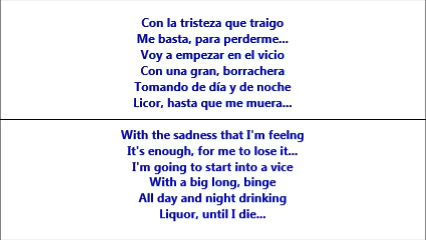 Con la tristeza que traigo
Me basta, para perderme...
Voy a empezar en el vicio
Con una gran, borrachera
Tomando de día y de noche
Licor, hasta que me muera...
With the sadness that I'm feelng
It's enough, for me to lose it...
I'm going to start into a vice
With a big long, binge
All day and night drinking
Liquor, until I die...